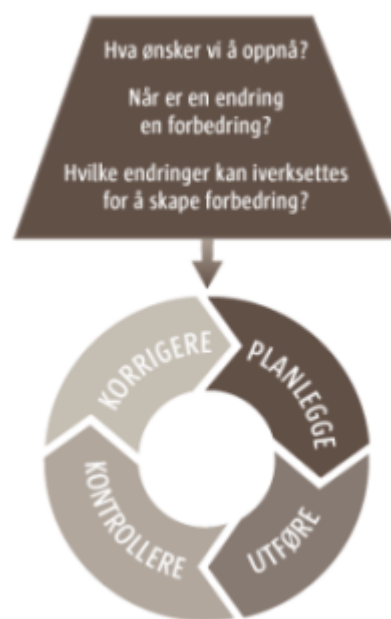 Hva ønsker vi å oppnå?
Når er en endring
en forbedring?
Hvilke endringer kan iverksettes
for å skape forbedring?
PLANLEGGE
UTFØRE
KONTROLLERE
KORRIGERE